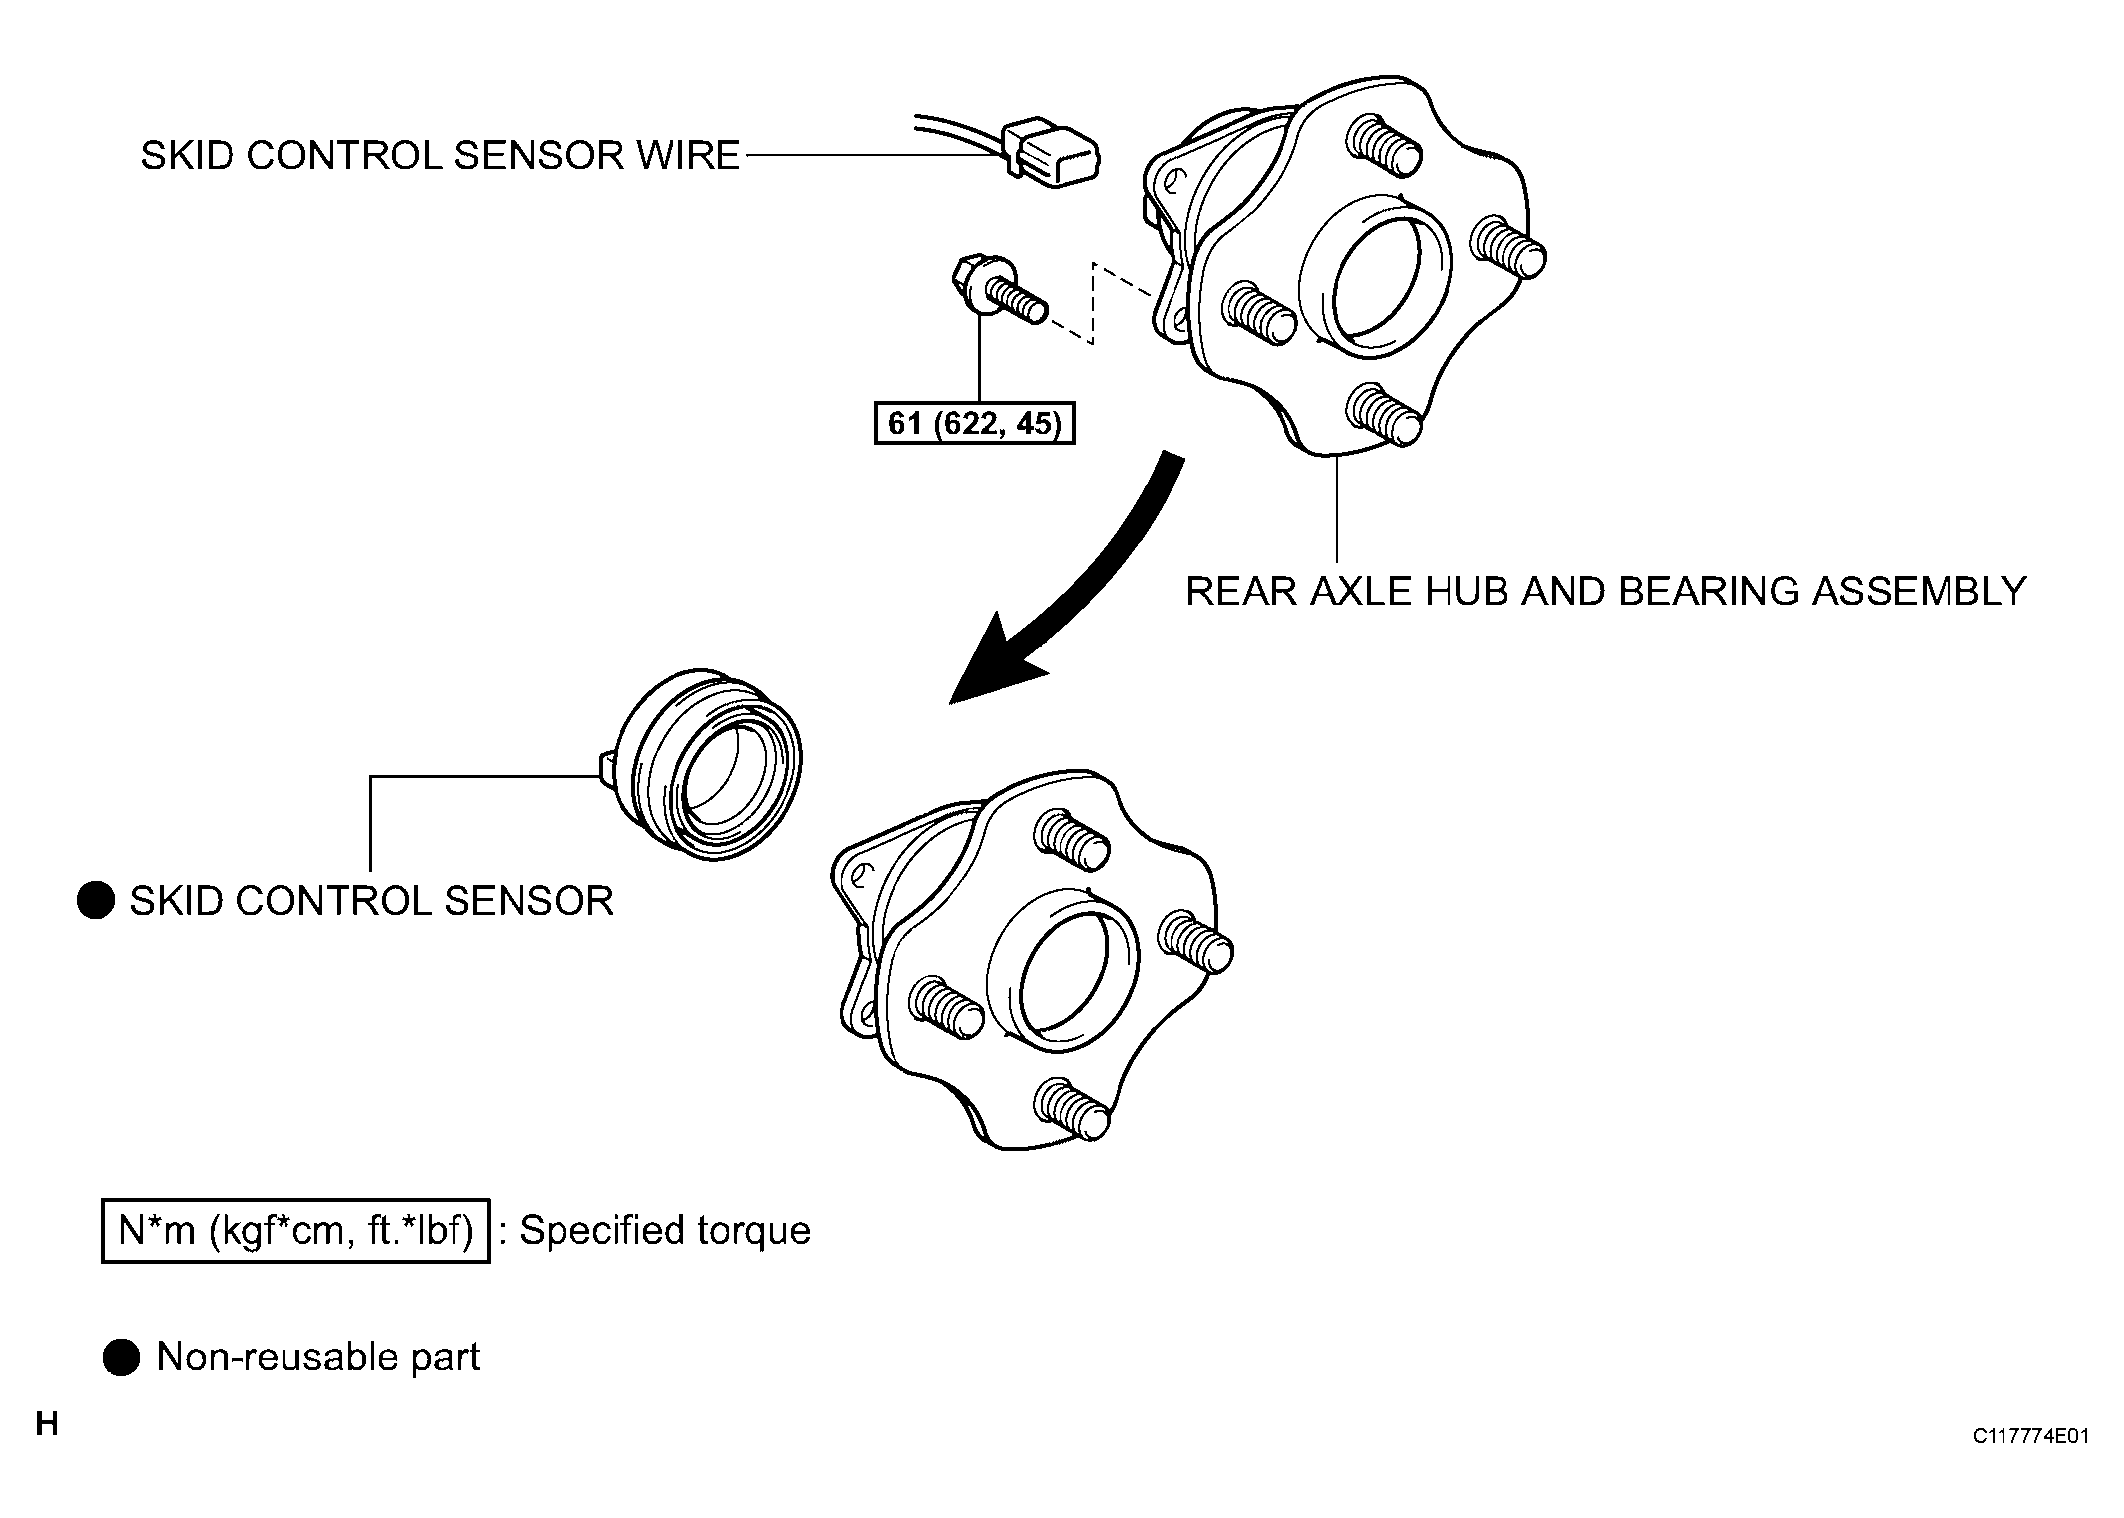 SKID CONTROL SENSOR WIRE
61 (622, 45)
REAR AXLE HUB AND BEARING ASSEMBLY
● SKID CONTROL SENSOR
N*m (kgf*cm, ft.*lbf) : Specified torque
● Non-reusable part
H
C117774E01